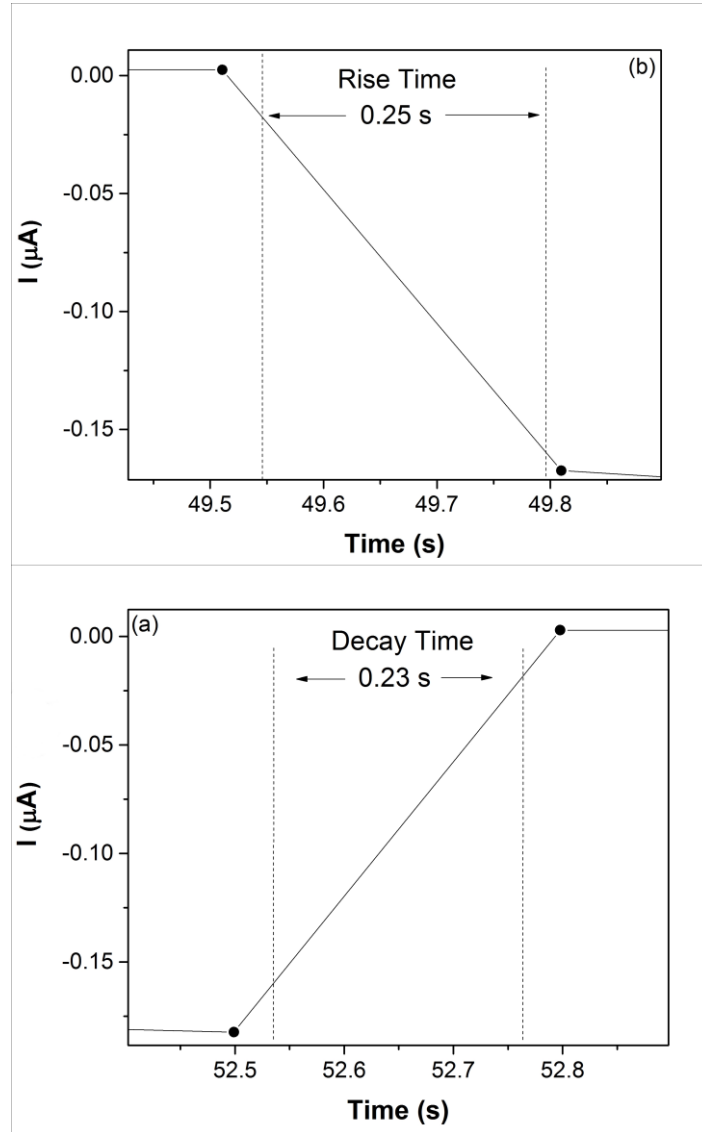 (b)
Rise Time
0.25 s
0.00
-0.05
-0.10
-0.15
I (μA)
49.5 49.6 49.7 49.8
Time (s)
(a)
Decay Time
0.23 s
0.00
-0.05
-0.10
-0.15
I (μA)
52.5 52.6 52.7 52.8
Time (s)